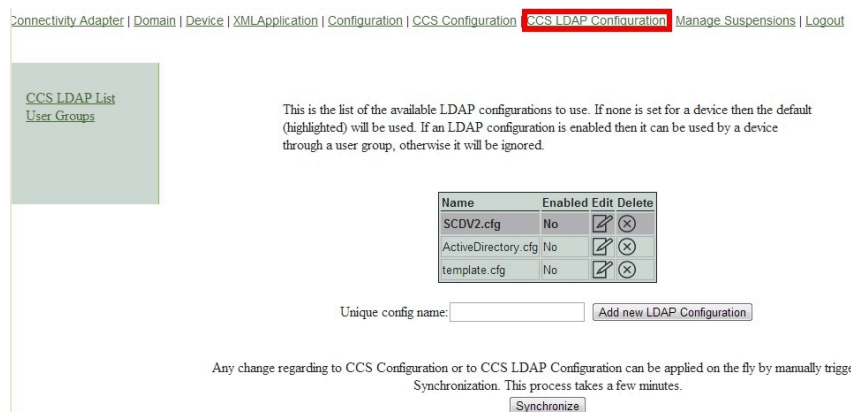 Connectivity Adapter | Domain | Device | XMLApplication | Configuration | CCS Configuration | CCS LDAP Configuration | Manage Suspensions | Logout
CCS LDAP List
User Groups
This is the list of the available LDAP configurations to use. If none is set for a device then the default
(highlighted) will be used. If an LDAP configuration is enabled then it can be used by a device
through a user group, otherwise it will be ignored.
Name Enabled Edit Delete
SCDV2.cfg No
ActiveDirectory.cfg No
template.cfg No
Unique config name: Add new LDAP Configuration
Any change regarding to CCS Configuration or to CCS LDAP Configuration can be applied on the fly by manually trigge
Synchronization. This process takes a few minutes.
Synchronize